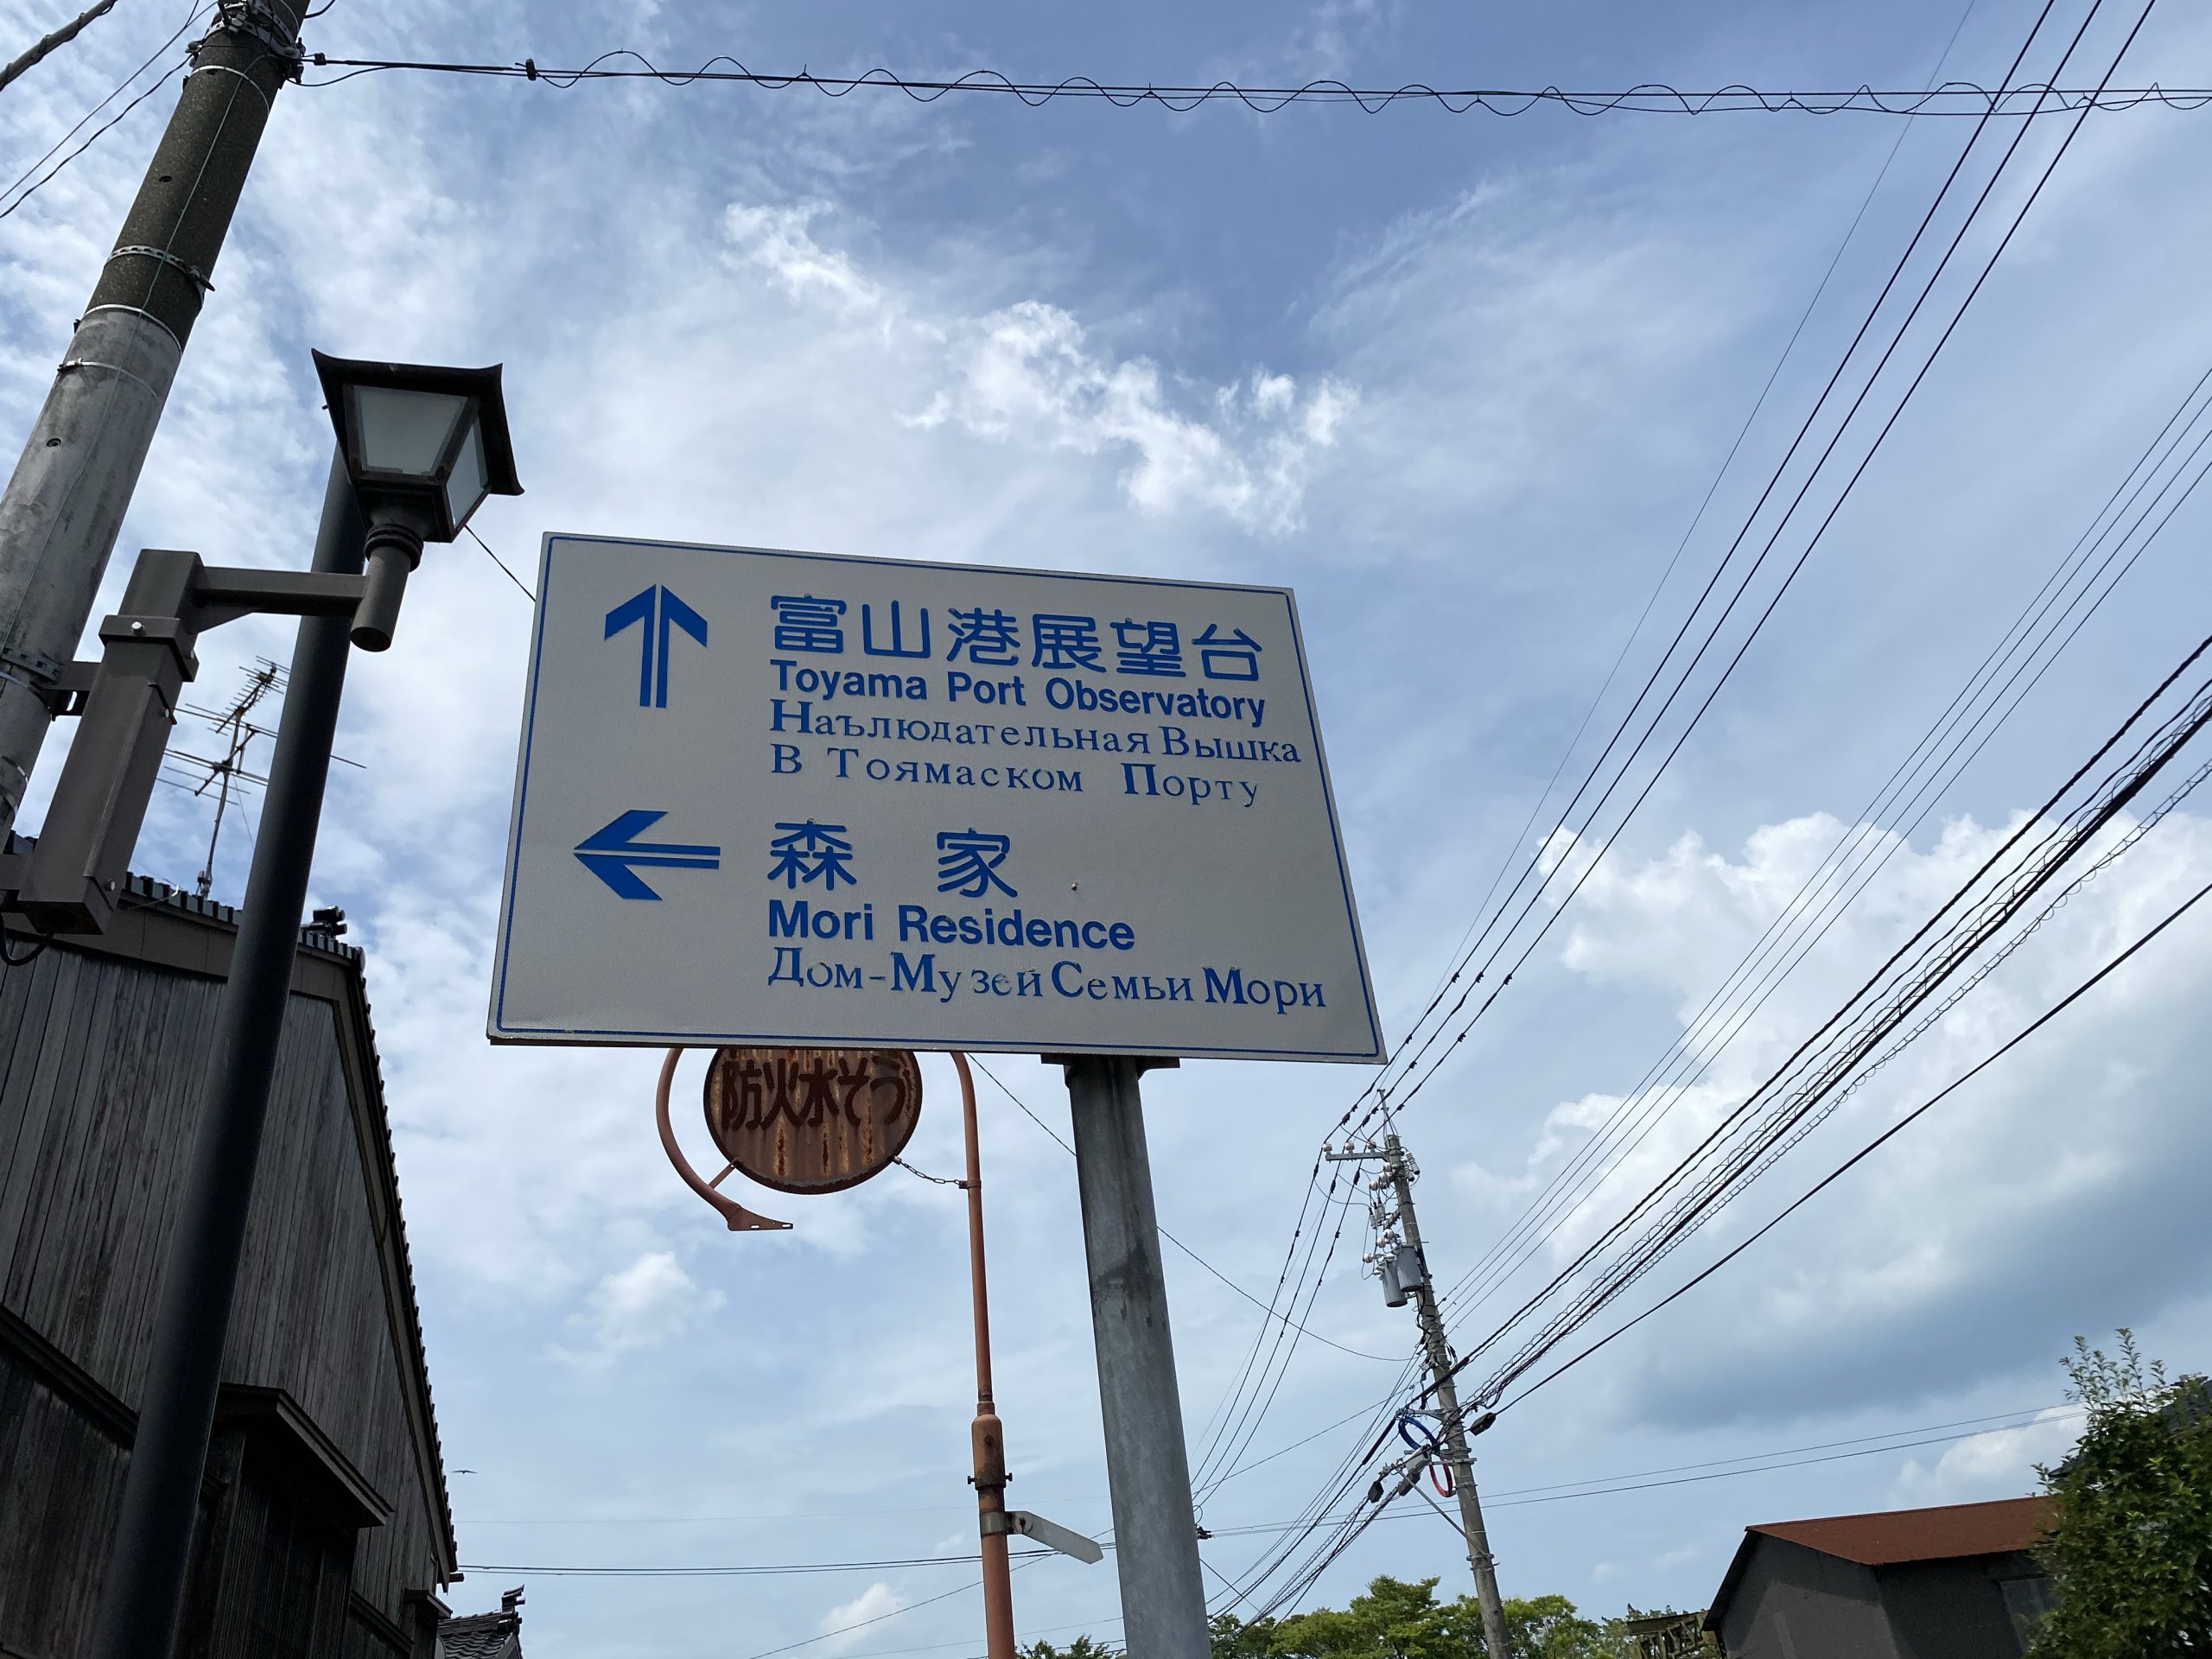 富山港展望台
Toyama Port Observatory
Наълюдательная Вышка
В Тоямаском Порту
森 家
Mori Residence
Дом-Музей Семьи Мори
防火水そう